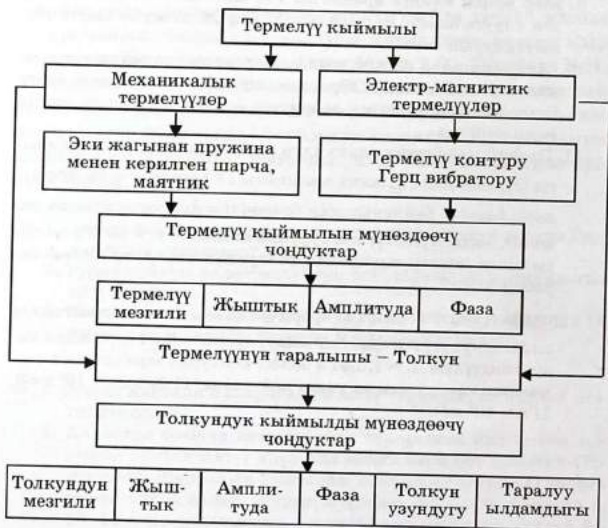 Термелүү кыймылы
Механикалык
термелүүлөр
Электр-магниттик
термелүүлөр
Эки жагынан пружина
менен керилген шарча,
маятник
Термелүү контуру
Герц вибратору
Термелүү кыймылын мүнөздөөчү
чоңдуктар
Термелүү
мезгили
Жыштык
Амплитуда
Фаза
Термелүүнүн таралышы – Толкун
Толкундук кыймылды мүнөздөөчү
чоңдуктар
Толкундун
мезгили
Жыш-
тык
Ампли-
туда
Фаза
Толкун
узундугу
Таралуу
ылдамдыгы